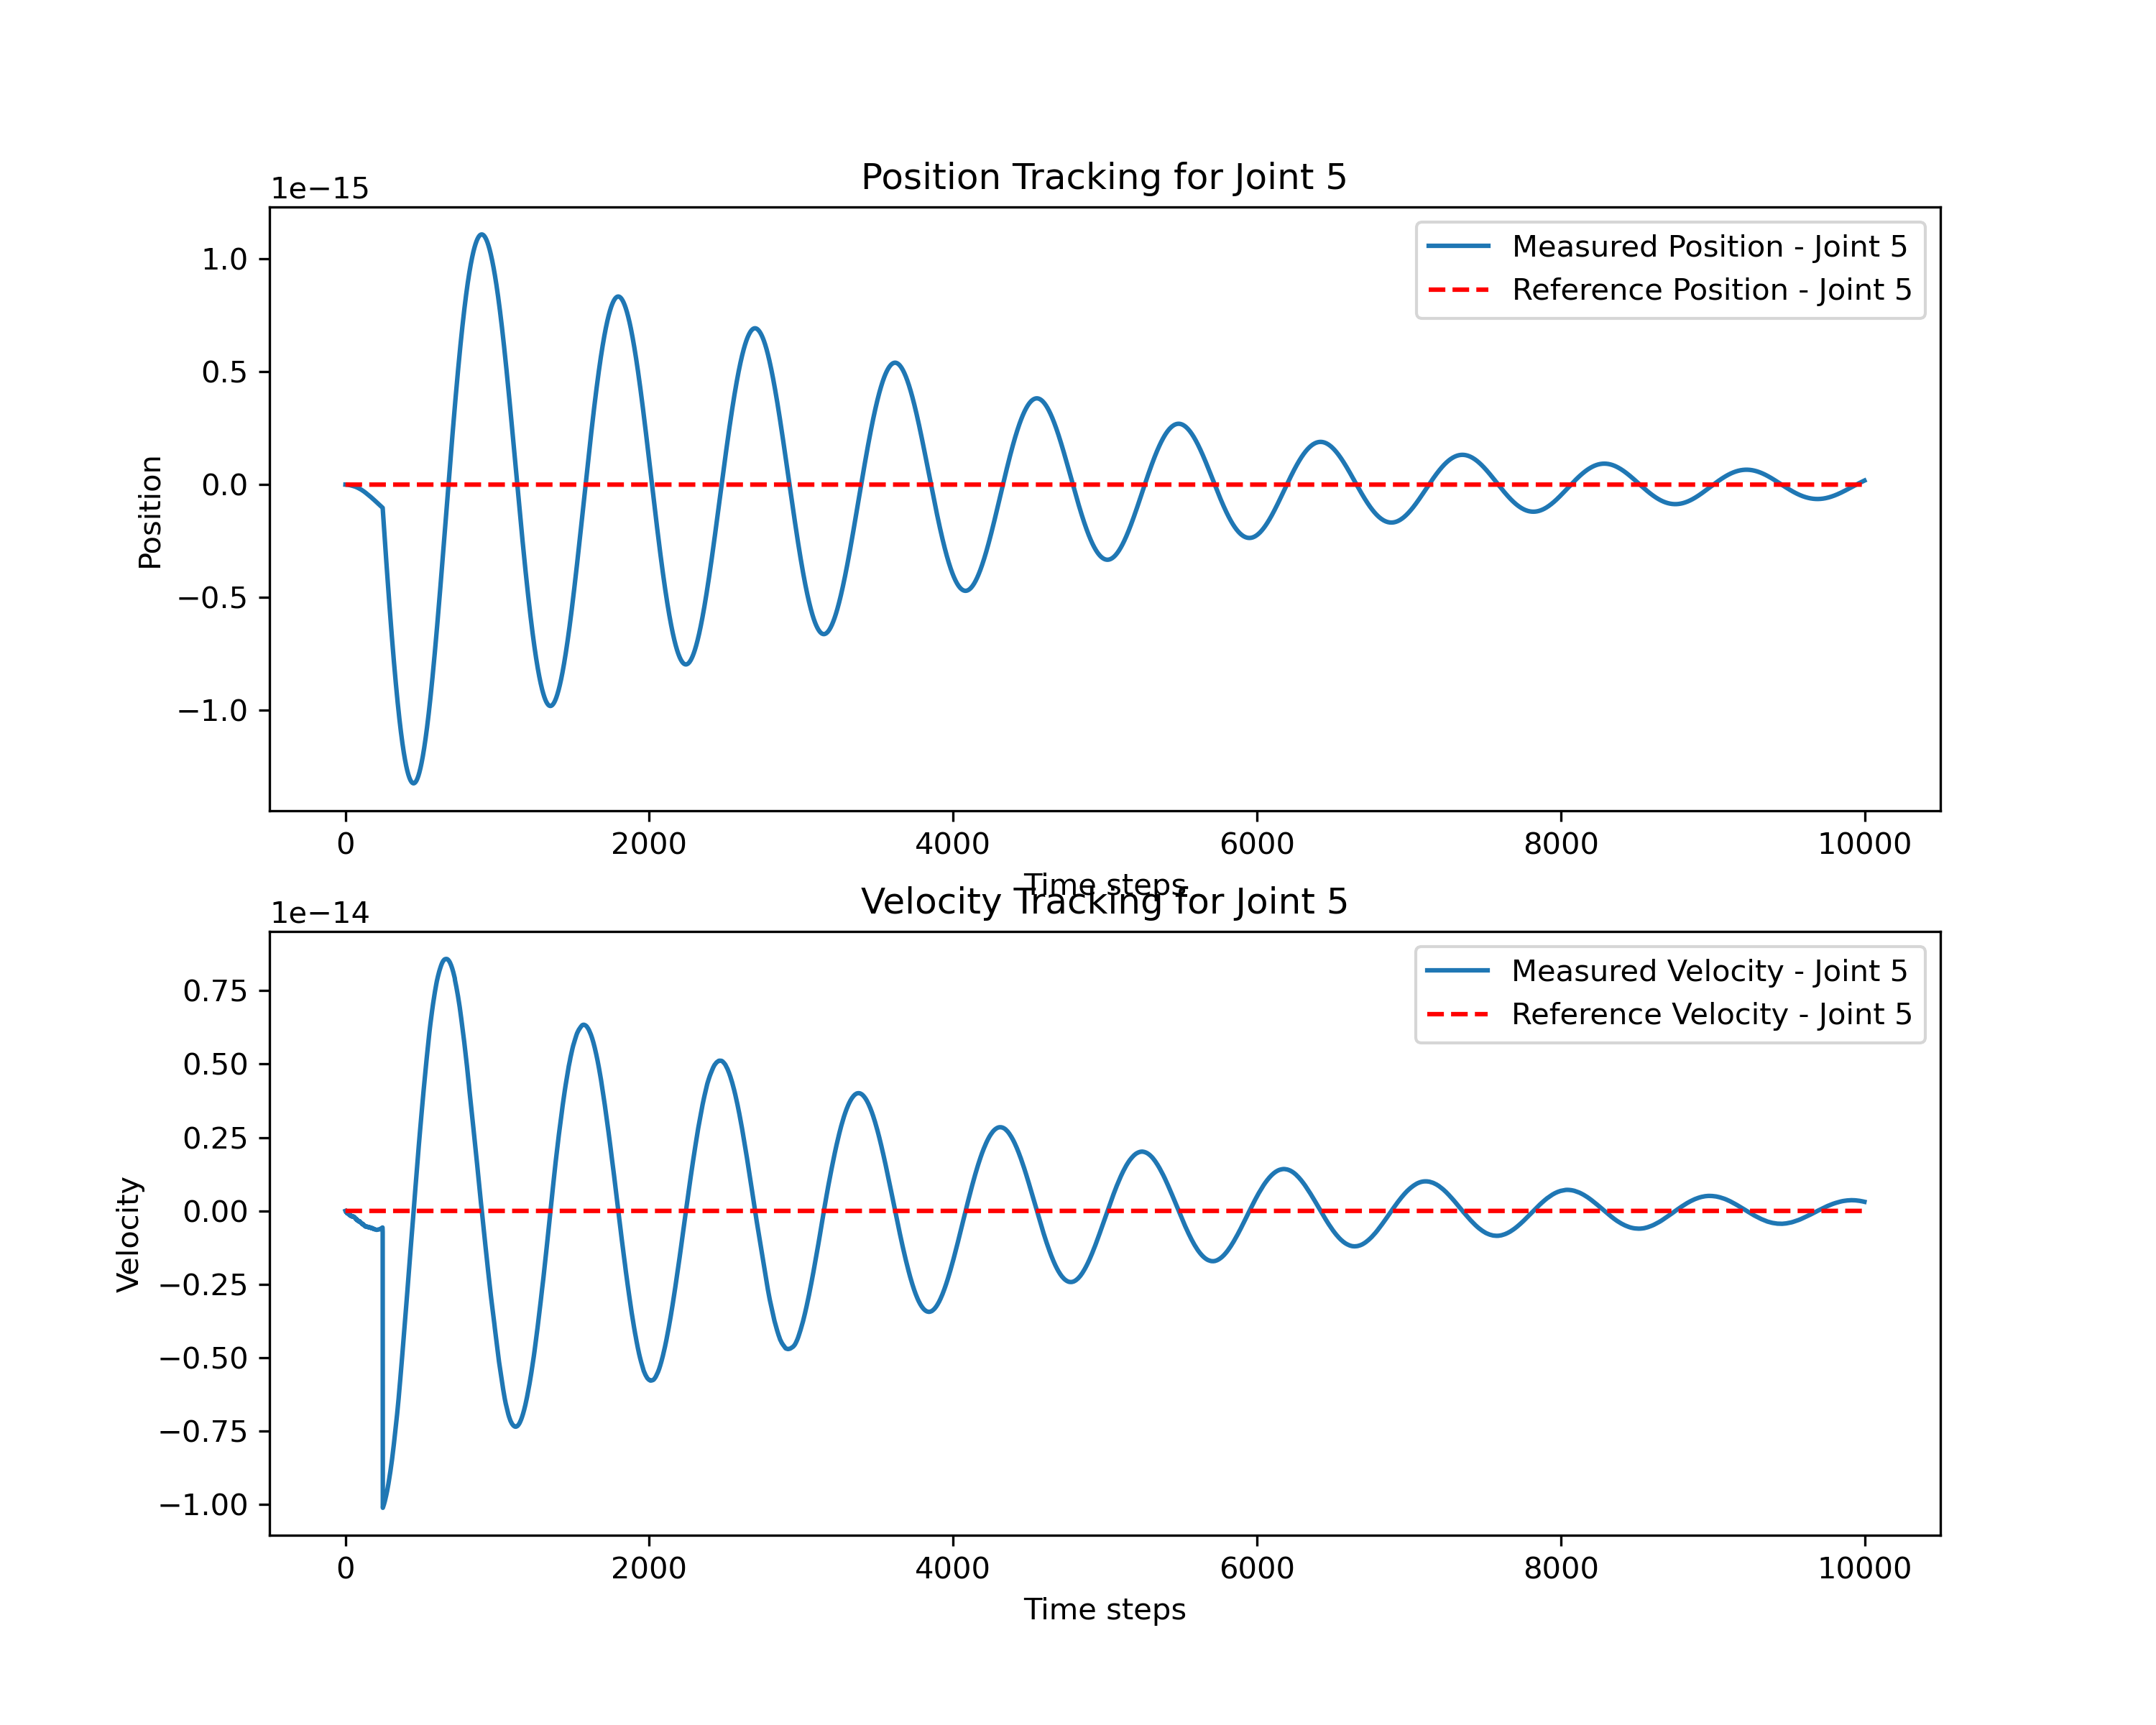 Position Tracking for Joint 5
1e−15
Measured Position - Joint 5
Reference Position - Joint 5
1.0
0.5
0.0
−0.5
−1.0
Position
0 2000 4000 6000 8000 10000
Time steps
Velocity Tracking for Joint 5
1e−14
Measured Velocity - Joint 5
Reference Velocity - Joint 5
0.75
0.50
0.25
0.00
−0.25
−0.50
−0.75
−1.00
Velocity
0 2000 4000 6000 8000 10000
Time steps